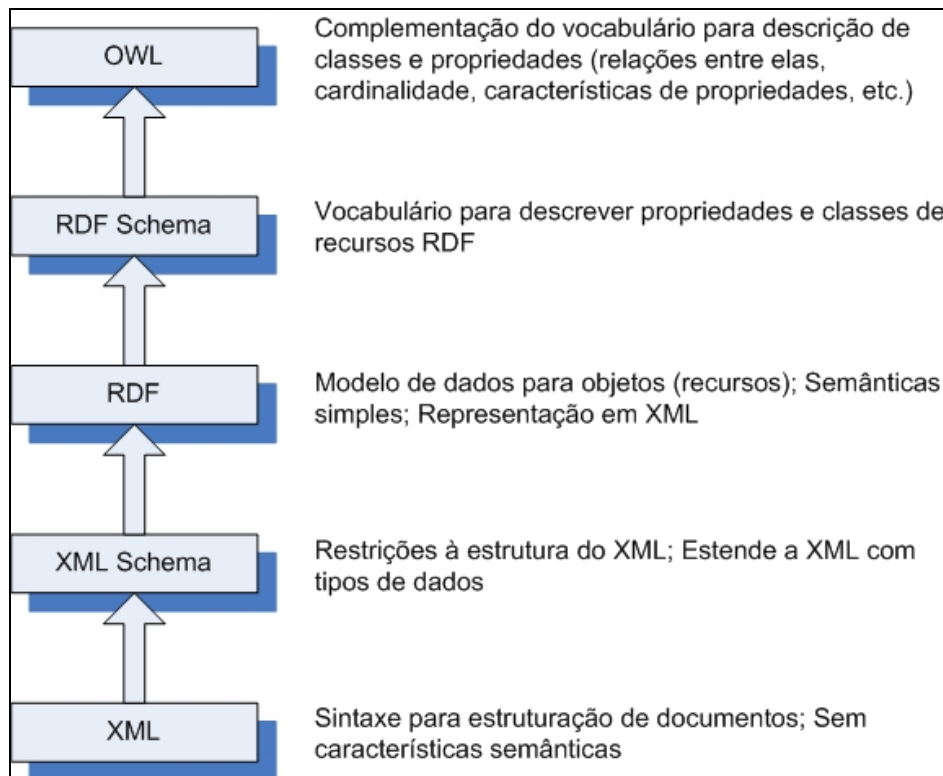 OWL
Complementação do vocabulário para descrição de
classes e propriedades (relações entre elas,
cardinalidade, características de propriedades, etc.)
RDF Schema
Vocabulário para descrever propriedades e classes de
recursos RDF
RDF
Modelo de dados para objetos (recursos); Semânticas
simples; Representação em XML
XML Schema
Restrições à estrutura do XML; Estende a XML com
tipos de dados
XML
Sintaxe para estruturação de documentos; Sem
características semânticas